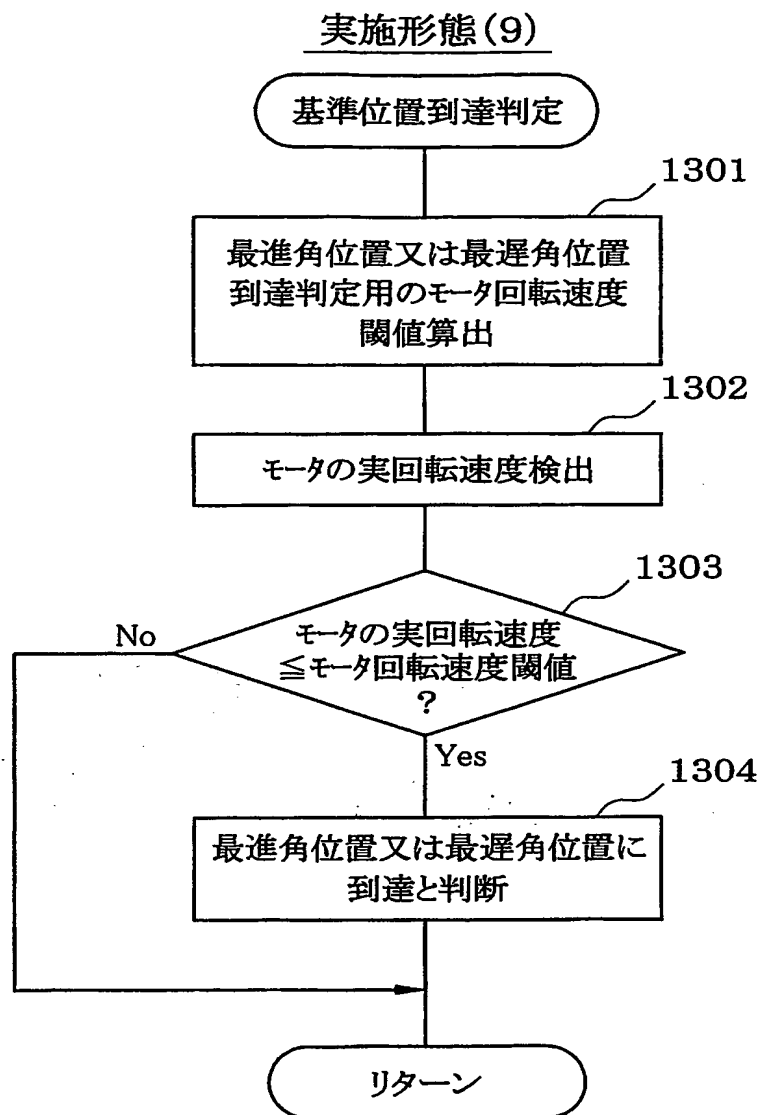 実施形態(9)
基準位置到達判定
1301
最進角位置又は最遅角位置
到達判定用のモータ回転速度
閾値算出
1302
モータの実回転速度検出
1303
モータの実回転速度
≦モータ回転速度閾値
?
No
Yes
1304
最進角位置又は最遅角位置に
到達と判断
リターン